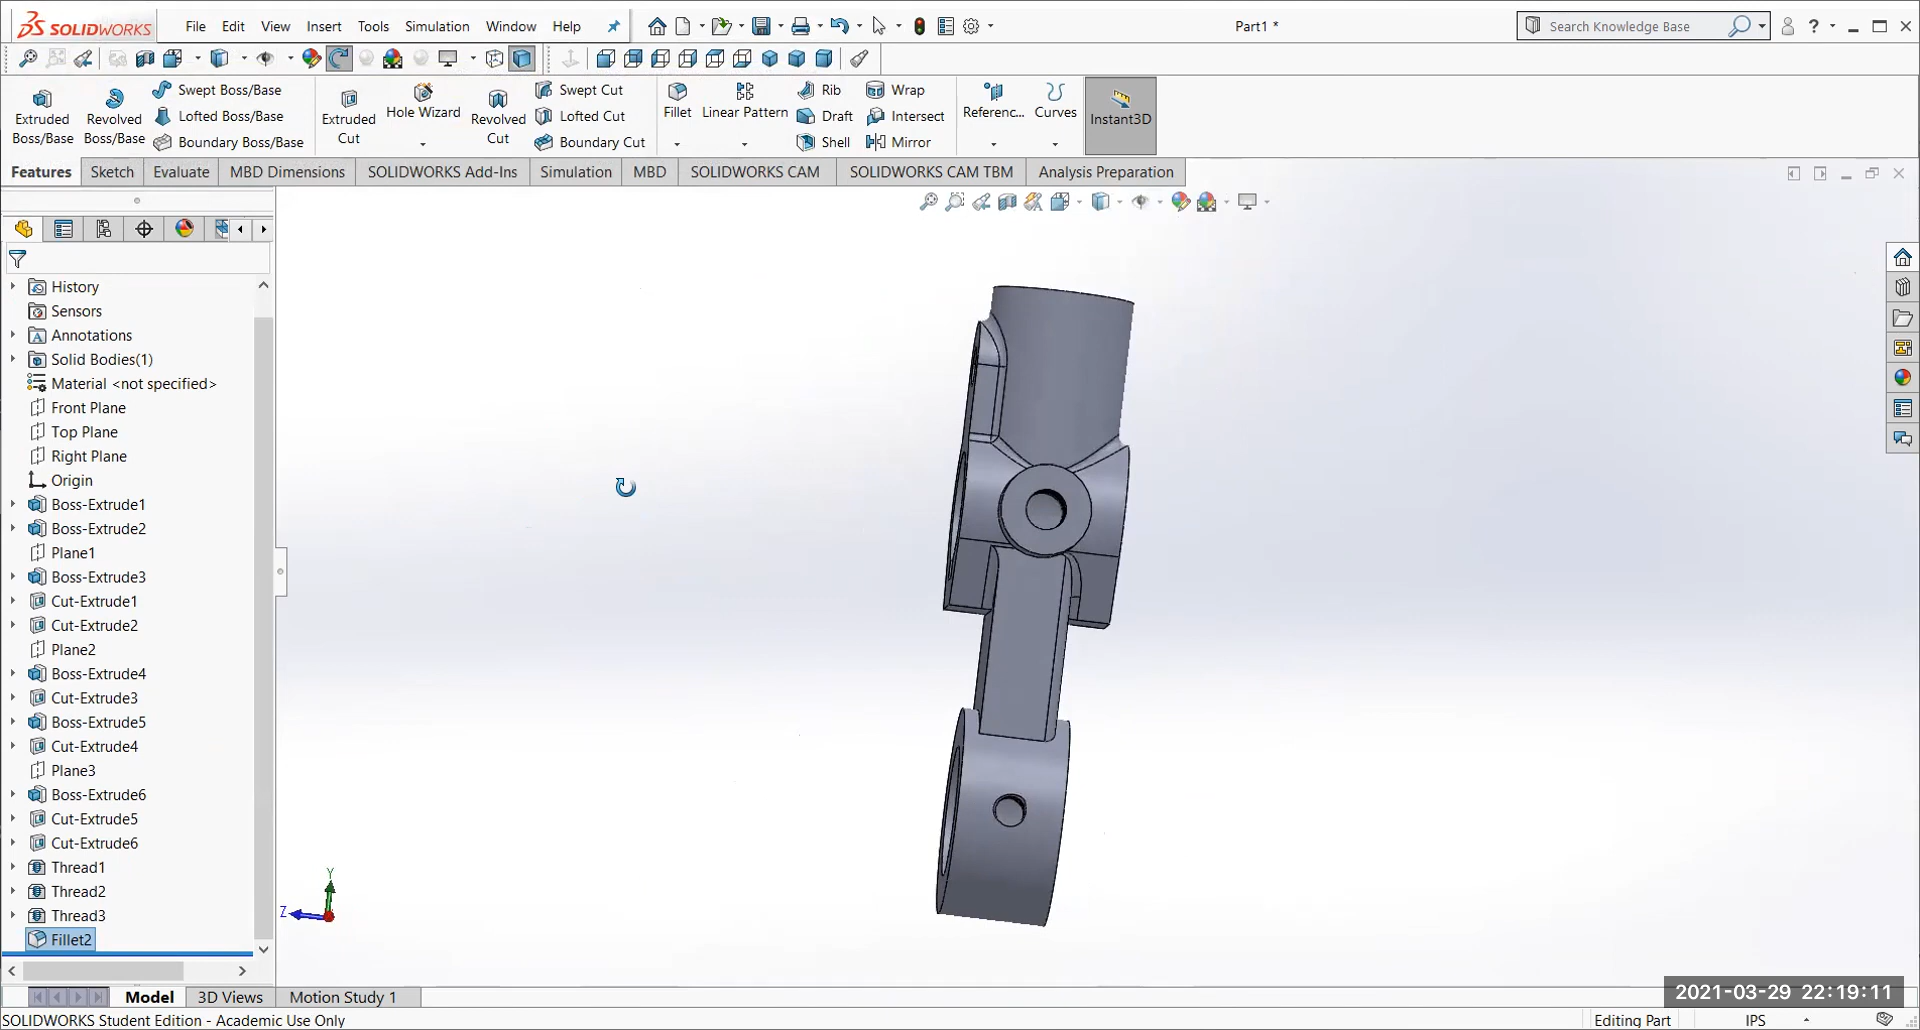 SOLIDWORKS File Edit View Insert Tools Simulation Window Help Part1 * Search Knowledge Base ?
Extruded Boss/Base
Revolved Boss/Base
Swept Boss/Base
Lofted Boss/Base
Boundary Boss/Base
Extruded Cut
Hole Wizard
Revolved Cut
Swept Cut
Lofted Cut
Boundary Cut
Fillet
Linear Pattern
Rib
Draft
Shell
Wrap
Intersect
Mirror
Referenc...
Curves
Instant3D
Features Sketch Evaluate MBD Dimensions SOLIDWORKS Add-Ins Simulation MBD SOLIDWORKS CAM SOLIDWORKS CAM TBM Analysis Preparation
History
Sensors
Annotations
Solid Bodies(1)
Material <not specified>
Front Plane
Top Plane
Right Plane
Origin
Boss-Extrude1
Boss-Extrude2
Plane1
Boss-Extrude3
Cut-Extrude1
Cut-Extrude2
Plane2
Boss-Extrude4
Cut-Extrude3
Boss-Extrude5
Cut-Extrude4
Plane3
Boss-Extrude6
Cut-Extrude5
Cut-Extrude6
Thread1
Thread2
Thread3
Fillet2
Y
Z
Model 3D Views Motion Study 1
2021-03-29 22:19:11
SOLIDWORKS Student Edition - Academic Use Only Editing Part IPS